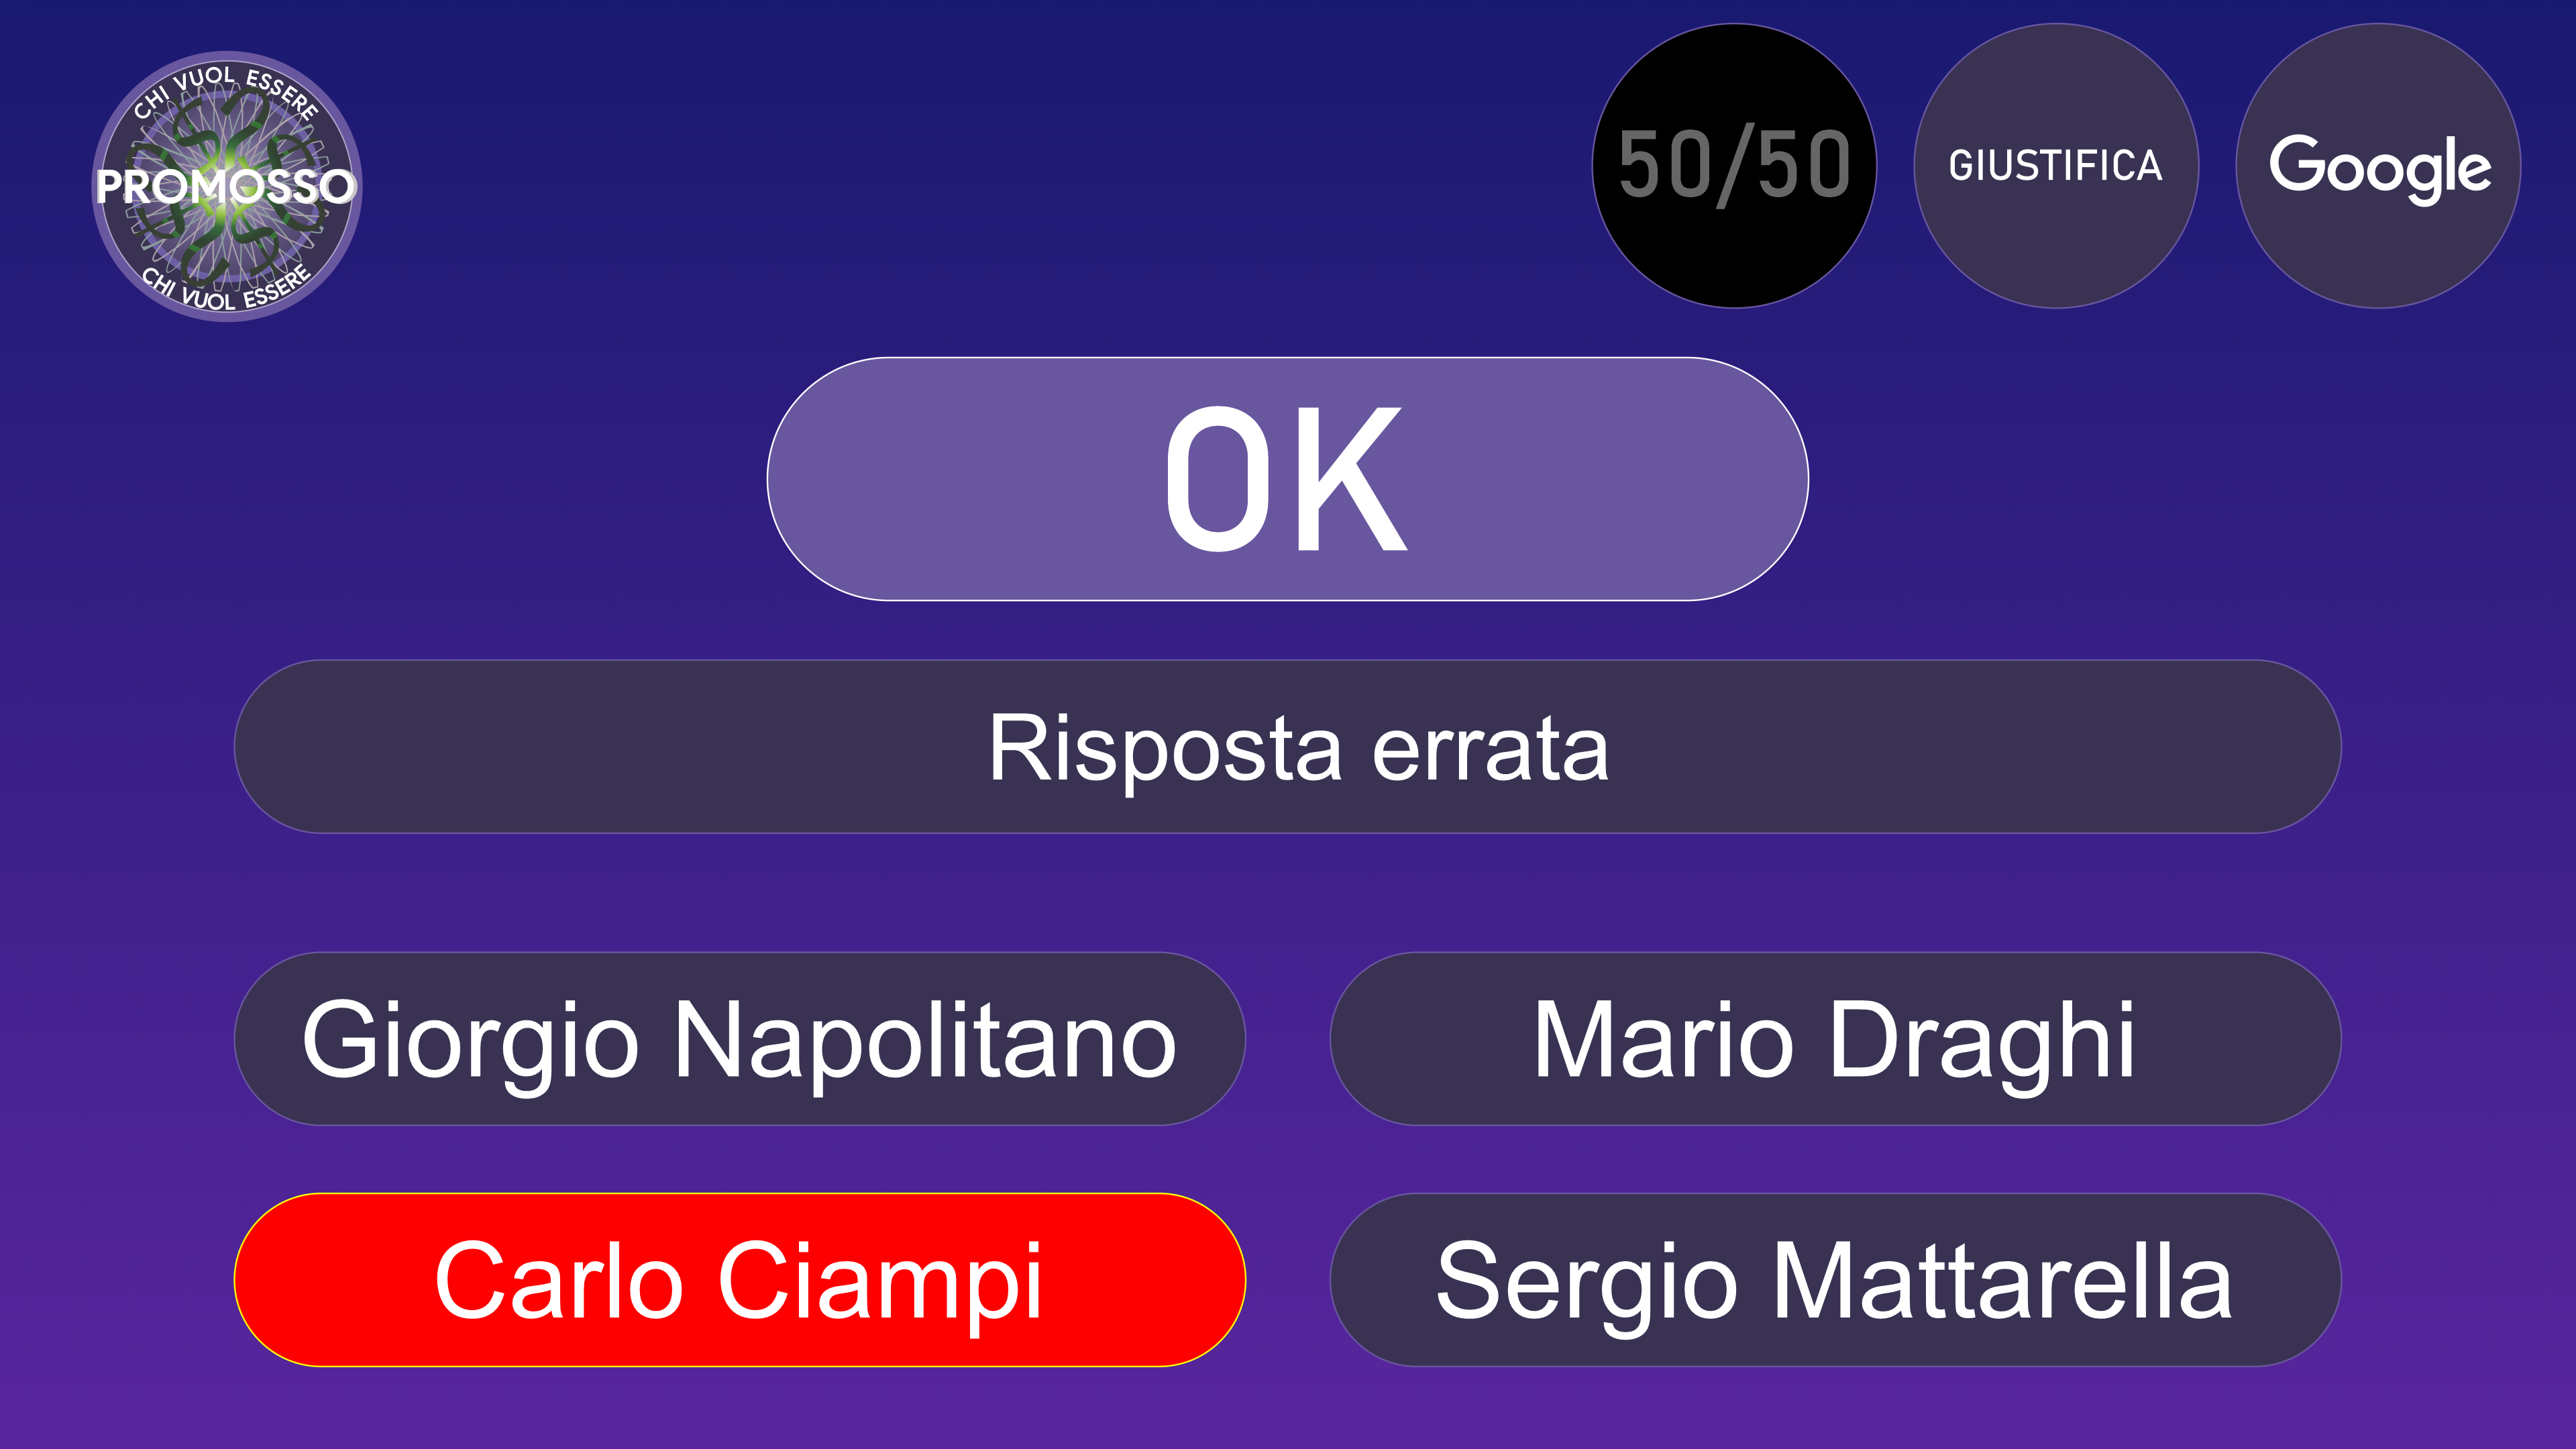 CHI VUOL ESSERE
PROMOSSO
CHI VUOL ESSERE
50/50
GIUSTIFICA
Google
OK
Risposta errata
Giorgio Napolitano
Mario Draghi
Carlo Ciampi
Sergio Mattarella